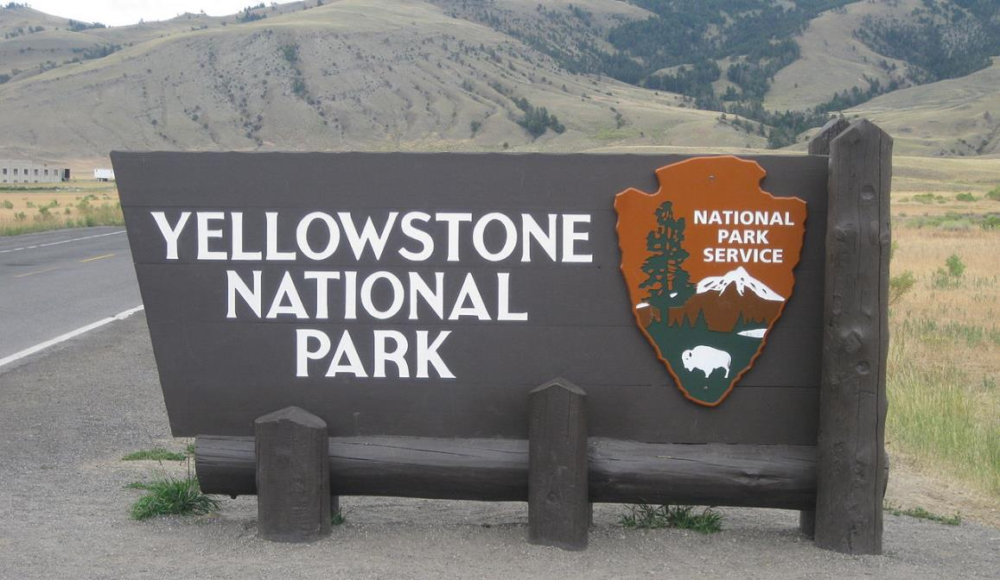 YELLOWSTONE
NATIONAL
PARK
NATIONAL
PARK
SERVICE